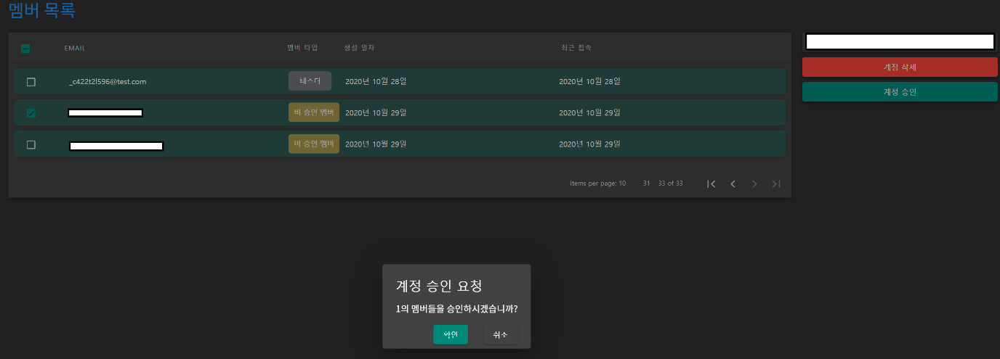 멤버 목록
EMAIL 멤버 타입 생성 일자 최근 접속
_c422t2l596@test.com 테스터 2020년 10월 28일 2020년 10월 28일
비 승인 멤버 2020년 10월 29일 2020년 10월 29일
비 승인 멤버 2020년 10월 29일 2020년 10월 29일
Items per page: 10 31 33 of 33
계정 삭제
계정 승인
계정 승인 요청
1의 멤버들을 승인하시겠습니까?
확인 취소